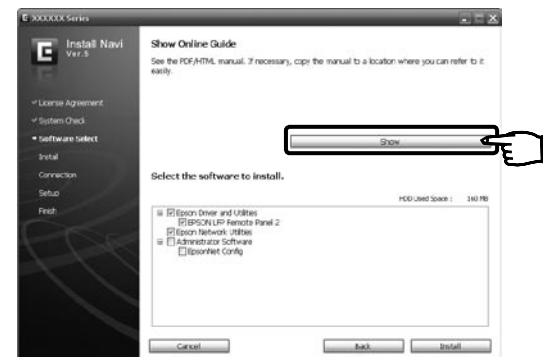 XXXXXX Series
Install Navi
Ver.5
License Agreement
System Check
Software Select
Install
Connection
Setup
Finish
Show Online Guide
See the PDF/HTML manual. If necessary, copy the manual to a location where you can refer to it
easily.
Show
Select the software to install.
HDD Used Space : 160 MB
Epson Driver and Utilities
EPSON LFP Remote Panel 2
Epson Network Utilities
Administrator Software
EpsonNet Config
Cancel
Back
Install